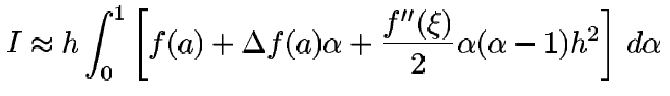 I ≈ h ∫₀¹ [ f(a) + Δf(a)α + f''(ξ)/2 α(α − 1)h² ] dα